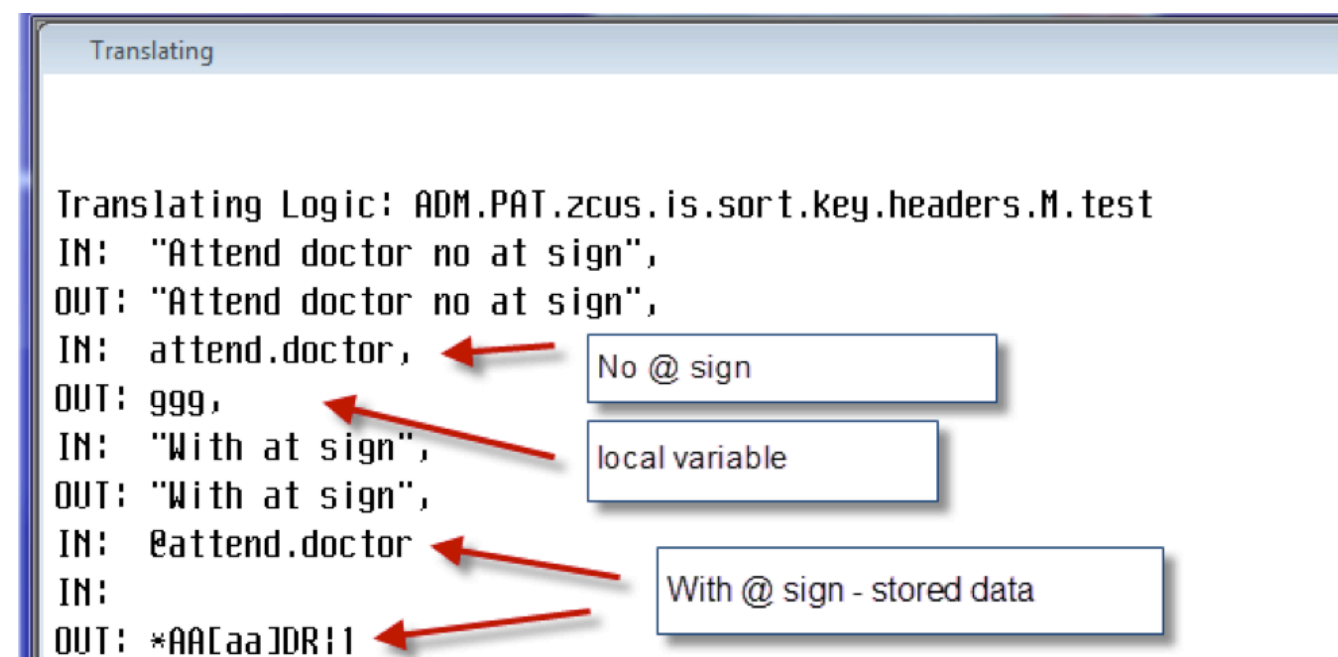 Translating
Translating Logic: ADM.PAT.zcus.is.sort.key.headers.M.test
IN: "Attend doctor no at sign",
OUT: "Attend doctor no at sign",
IN: attend.doctor,
No @ sign
OUT: ggg,
local variable
IN: "With at sign",
OUT: "With at sign",
IN: @attend.doctor
With @ sign - stored data
IN:
OUT: *AA[aa]DR|1